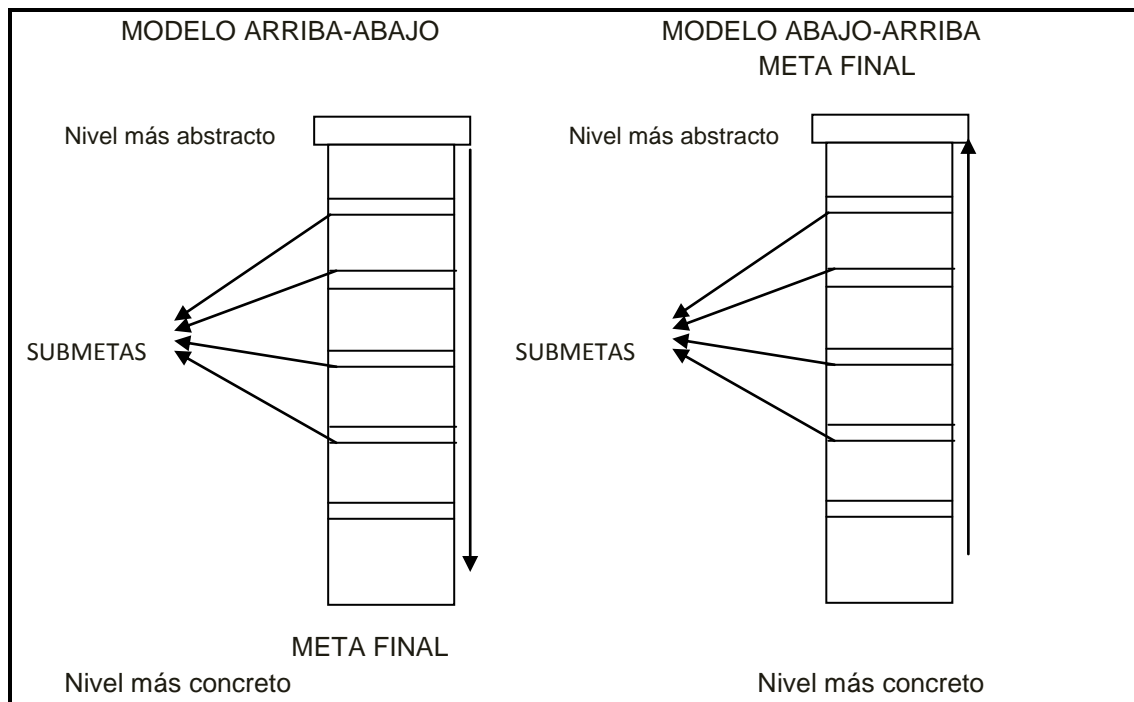 MODELO ARRIBA-ABAJO
Nivel más abstracto
SUBMETAS
META FINAL
Nivel más concreto
MODELO ABAJO-ARRIBA
META FINAL
Nivel más abstracto
SUBMETAS
Nivel más concreto